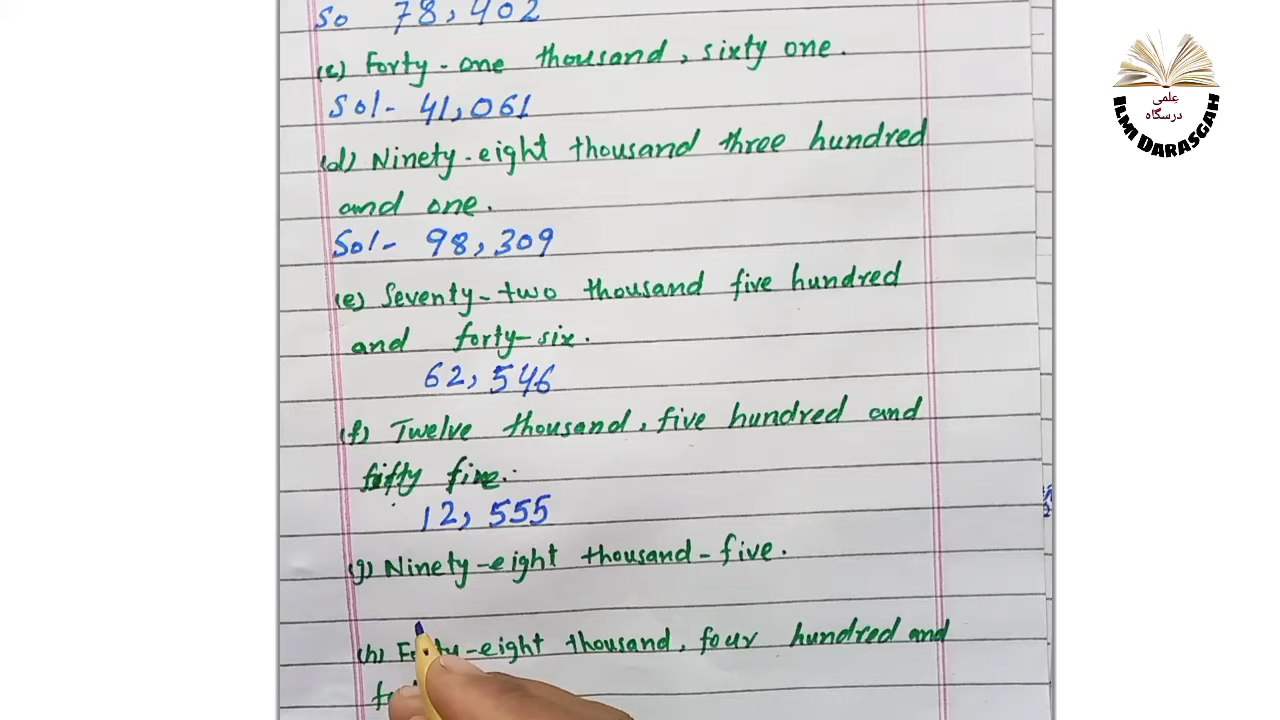 So 78,402
(c) Forty-one thousand, sixty one.
Sol- 41,061
(d) Ninety-eight thousand three hundred
and one.
Sol- 98,309
(e) Seventy-two thousand five hundred
and forty-six.
62,546
(f) Twelve thousand, five hundred and
fifty five.
12,555
(g) Ninety-eight thousand-five.
(h) -eight thousand, four hundred and
علمی
درسگاہ
ILMI DARASGAH